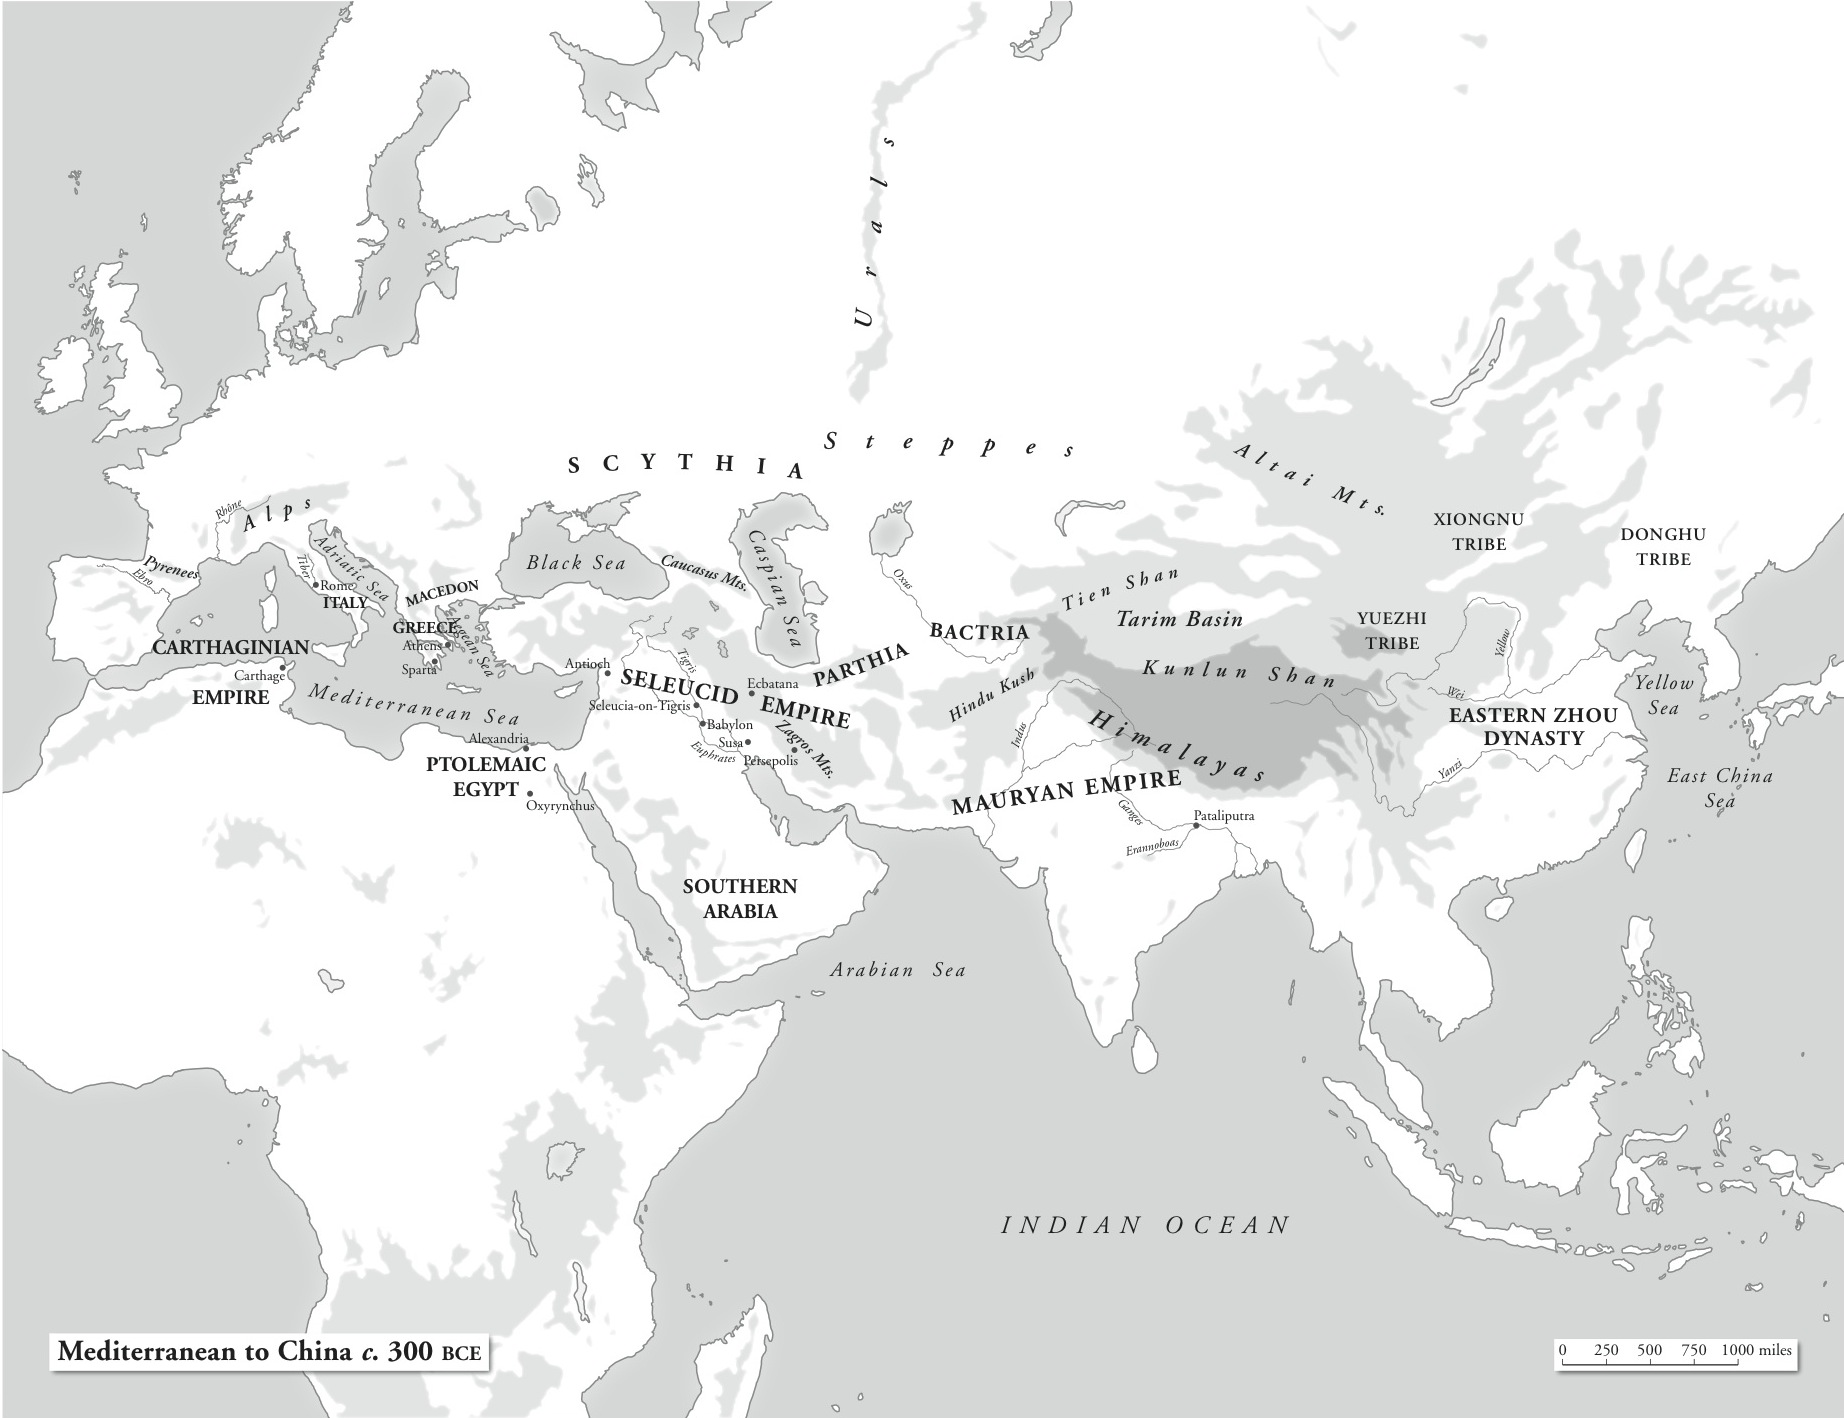 Urals
Steppes
SCYTHIA
Altai Mts.
Rhône
Alps
XIONGNU
TRIBE
DONGHU
TRIBE
Pyrenees
Ebro
Tiber
Adriatic Sea
Rome
ITALY
MACEDON
Black Sea
Caucasus Mts.
Caspian Sea
Oxus
Tien Shan
Tarim Basin
YUEZHI
TRIBE
Yellow
CARTHAGINIAN
EMPIRE
Carthage
GREECE
Athens
Sparta
Aegean Sea
BACTRIA
PARTHIA
Kunlun Shan
Hindu Kush
Wei
Yellow
Sea
Mediterranean Sea
Antioch
Tigris
SELEUCID
EMPIRE
Ecbatana
Seleucia-on-Tigris
Babylon
Susa
Euphrates
Persepolis
Zagros Mts.
Indus
Himalayas
EASTERN ZHOU
DYNASTY
Yanzi
Alexandria
PTOLEMAIC
EGYPT
Oxyrynchus
MAURYAN EMPIRE
Ganges
Pataliputra
Erannoboas
East China
Sea
SOUTHERN
ARABIA
Arabian Sea
INDIAN OCEAN
Mediterranean to China c. 300 BCE
0 250 500 750 1000 miles